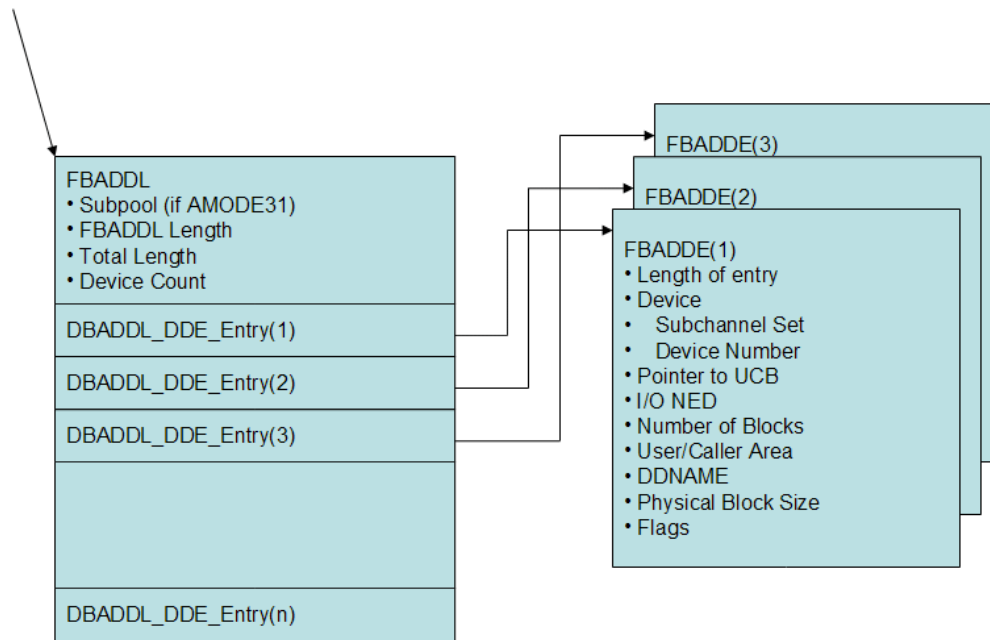 FBADDL
• Subpool (if AMODE31)
• FBADDL Length
• Total Length
• Device Count
DBADDL_DDE_Entry(1)
DBADDL_DDE_Entry(2)
DBADDL_DDE_Entry(3)
DBADDL_DDE_Entry(n)
FBADDE(3)
FBADDE(2)
FBADDE(1)
• Length of entry
• Device
• Subchannel Set
• Device Number
• Pointer to UCB
• I/O NED
• Number of Blocks
• User/Caller Area
• DDNAME
• Physical Block Size
• Flags